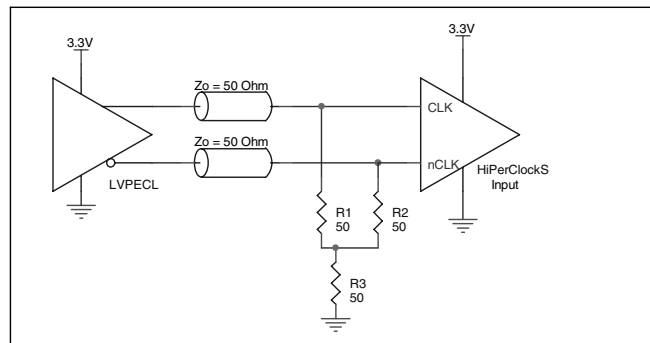 3.3V
3.3V
Zo = 50 Ohm
CLK
Zo = 50 Ohm
nCLK
LVPECL
HiPerClockS
Input
R1
50
R2
50
R3
50